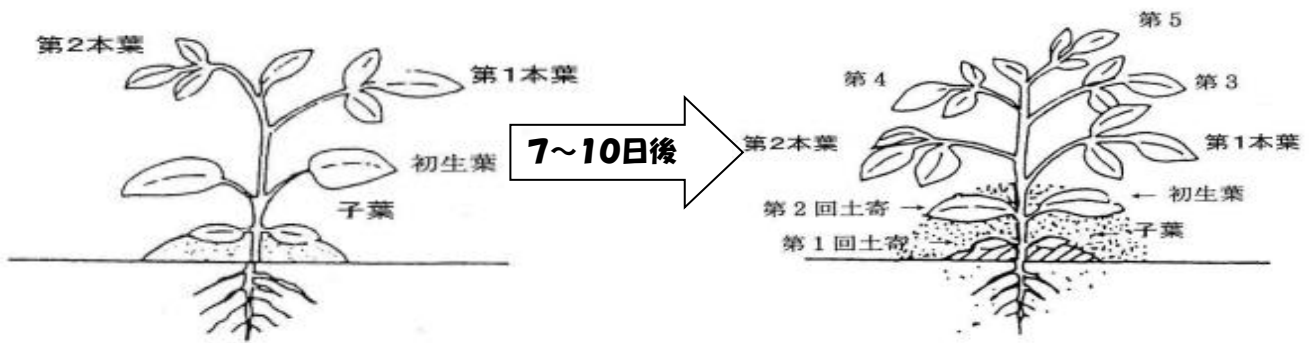 第2本葉
第1本葉
初生葉
子葉
7～10日後
第5
第4
第3
第2本葉
第1本葉
初生葉
第2回土寄
子葉
第1回土寄